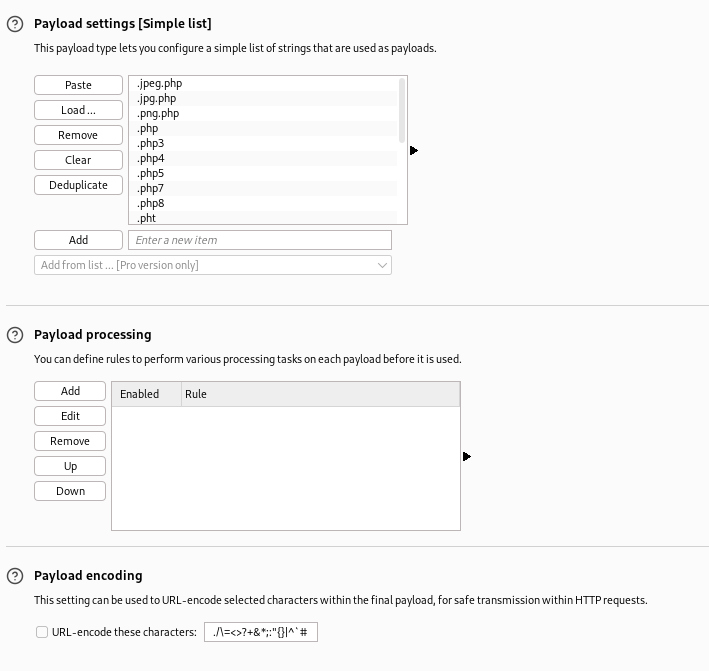 Payload settings [Simple list]
This payload type lets you configure a simple list of strings that are used as payloads.
Paste
Load ...
Remove
Clear
Deduplicate
.jpeg.php
.jpg.php
.png.php
.php
.php3
.php4
.php5
.php7
.php8
.pht
Add
Enter a new item
Add from list ... [Pro version only]
Payload processing
You can define rules to perform various processing tasks on each payload before it is used.
Add
Edit
Remove
Up
Down
Enabled
Rule
Payload encoding
This setting can be used to URL-encode selected characters within the final payload, for safe transmission within HTTP requests.
URL-encode these characters: ./\=<>?+&*;:"{}|^`#